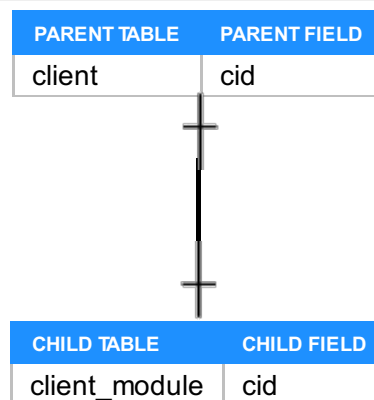 PARENT TABLE PARENT FIELD
client cid
CHILD TABLE CHILD FIELD
client_module cid